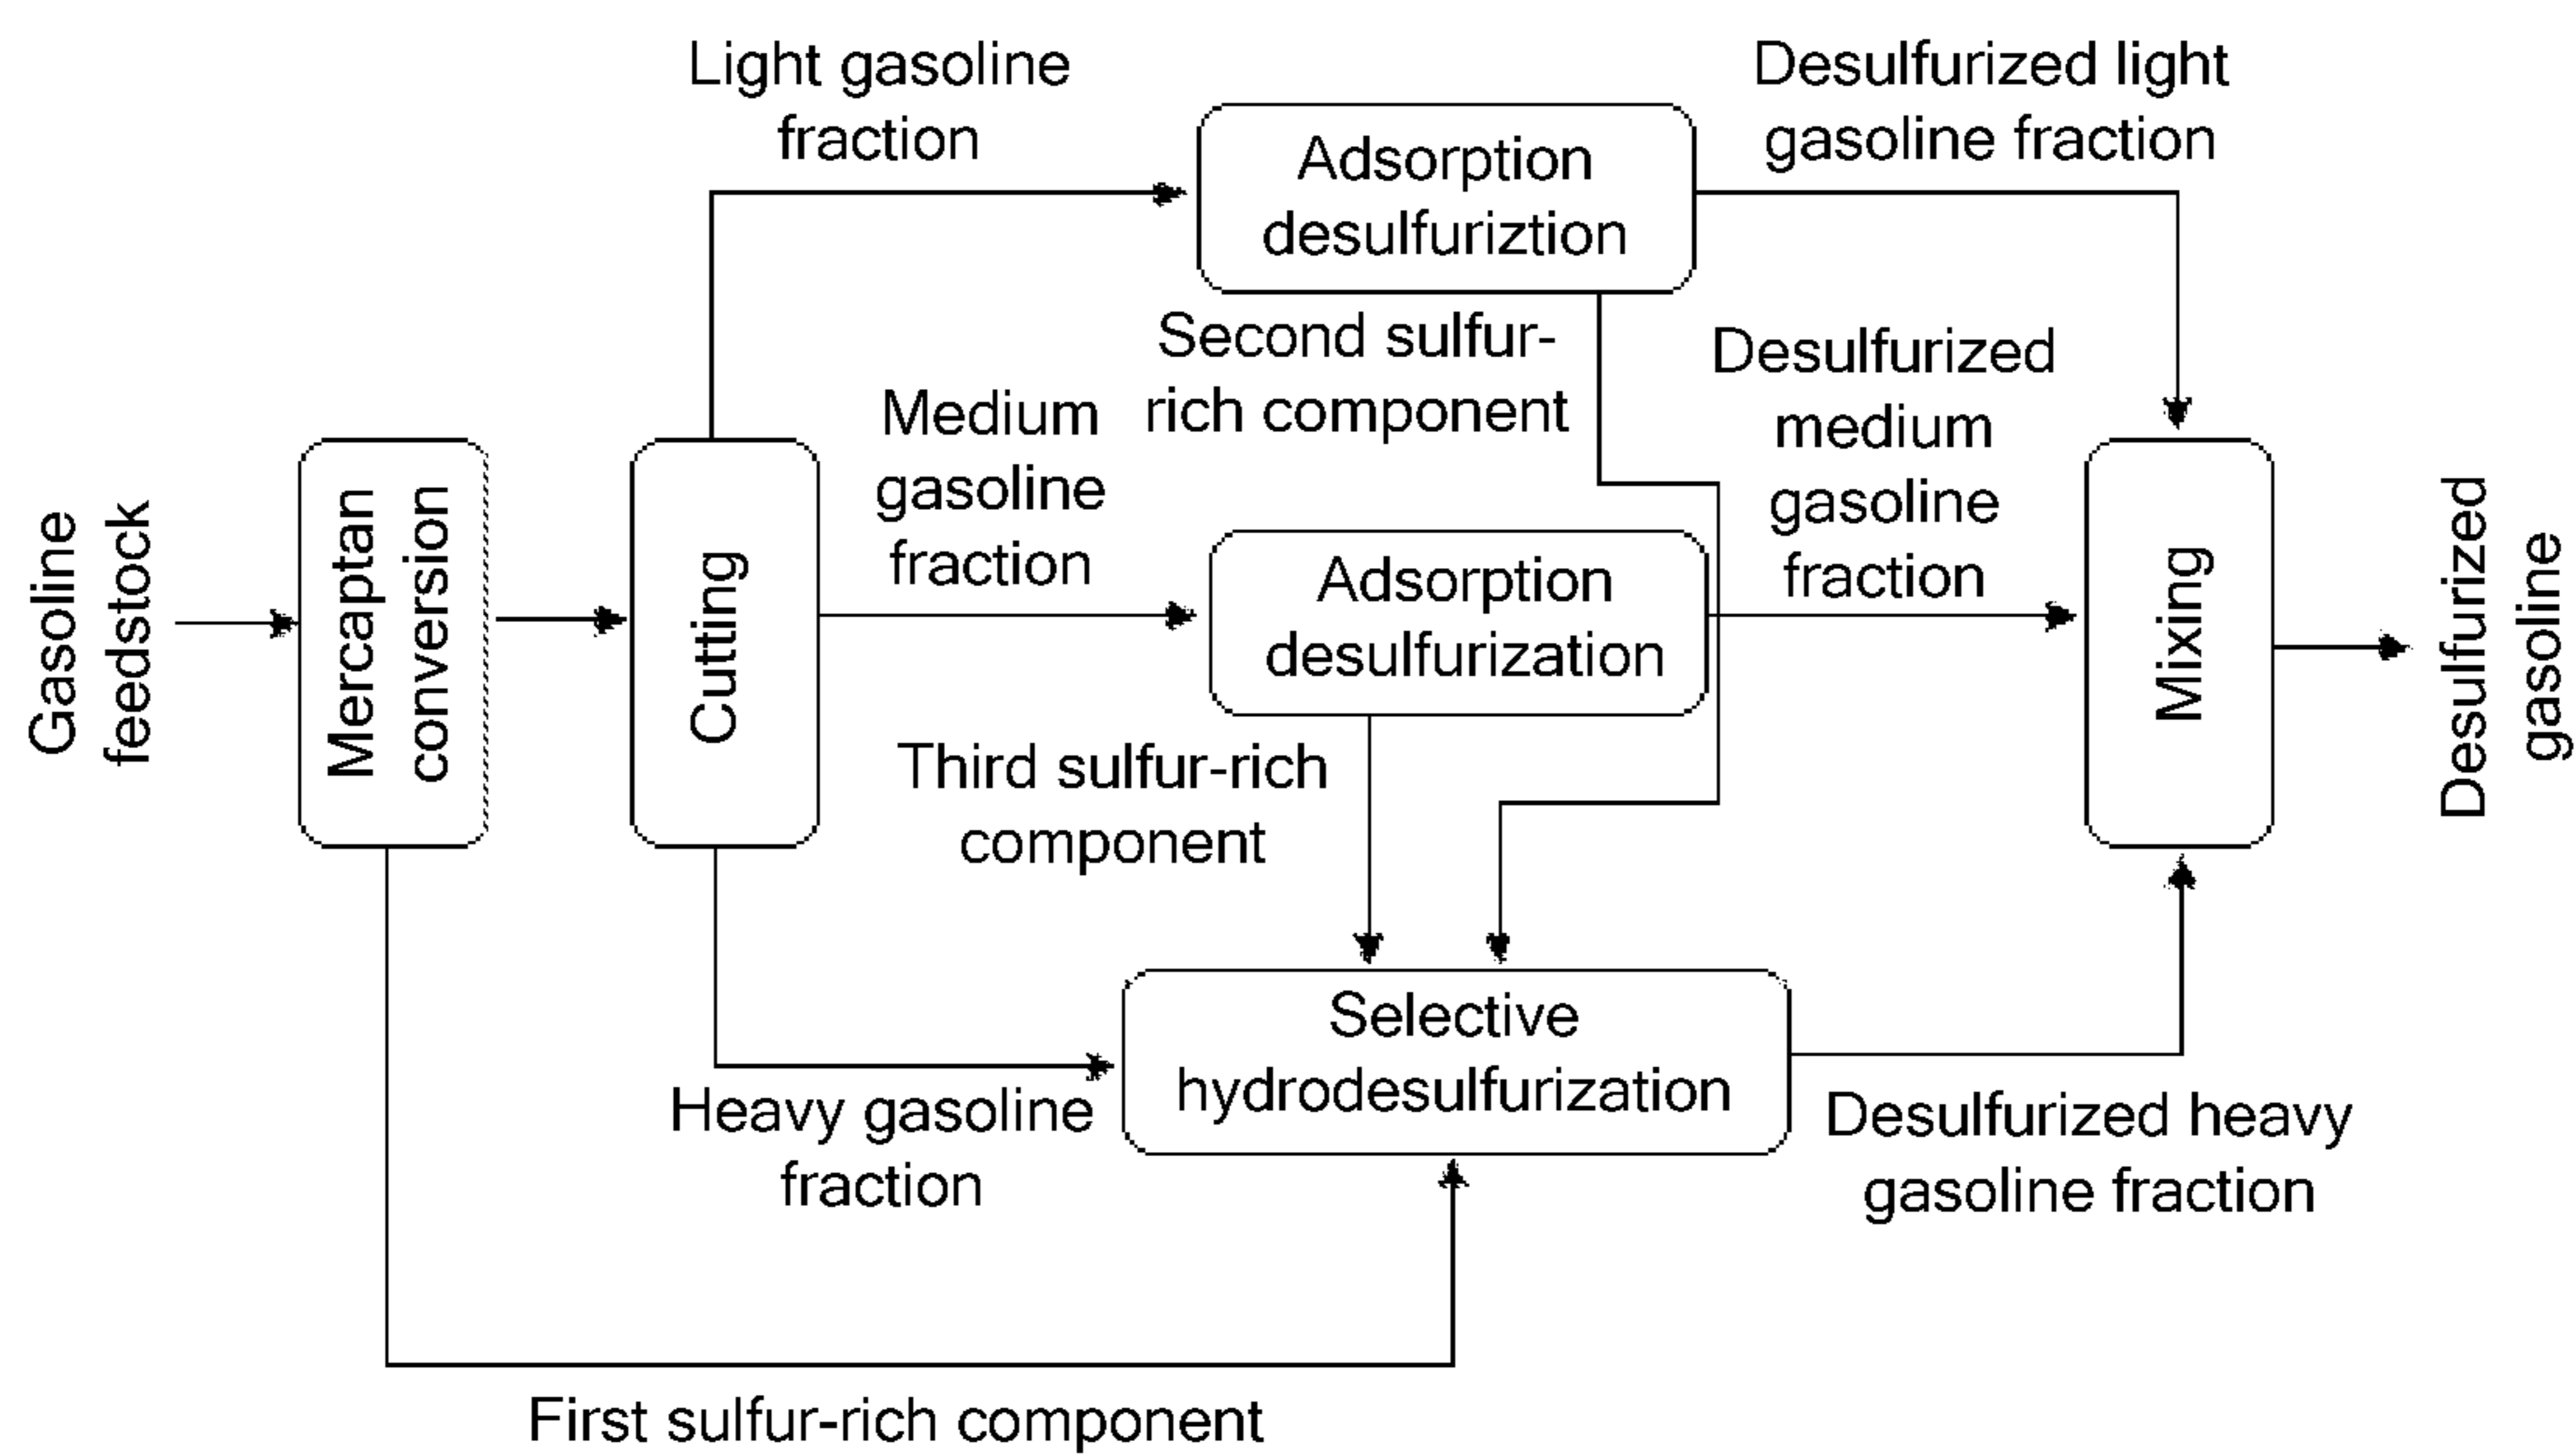 Gasoline
feedstock
Mercaptan
conversion
Cutting
Light gasoline
fraction
Adsorption
desulfuriztion
Desulfurized light
gasoline fraction
Second sulfur-
rich component
Medium
gasoline
fraction
Adsorption
desulfurization
Desulfurized
medium
gasoline
fraction
Third sulfur-rich
component
Heavy gasoline
fraction
Selective
hydrodesulfurization
Desulfurized heavy
gasoline fraction
First sulfur-rich component
Mixing
Desulfurized
gasoline